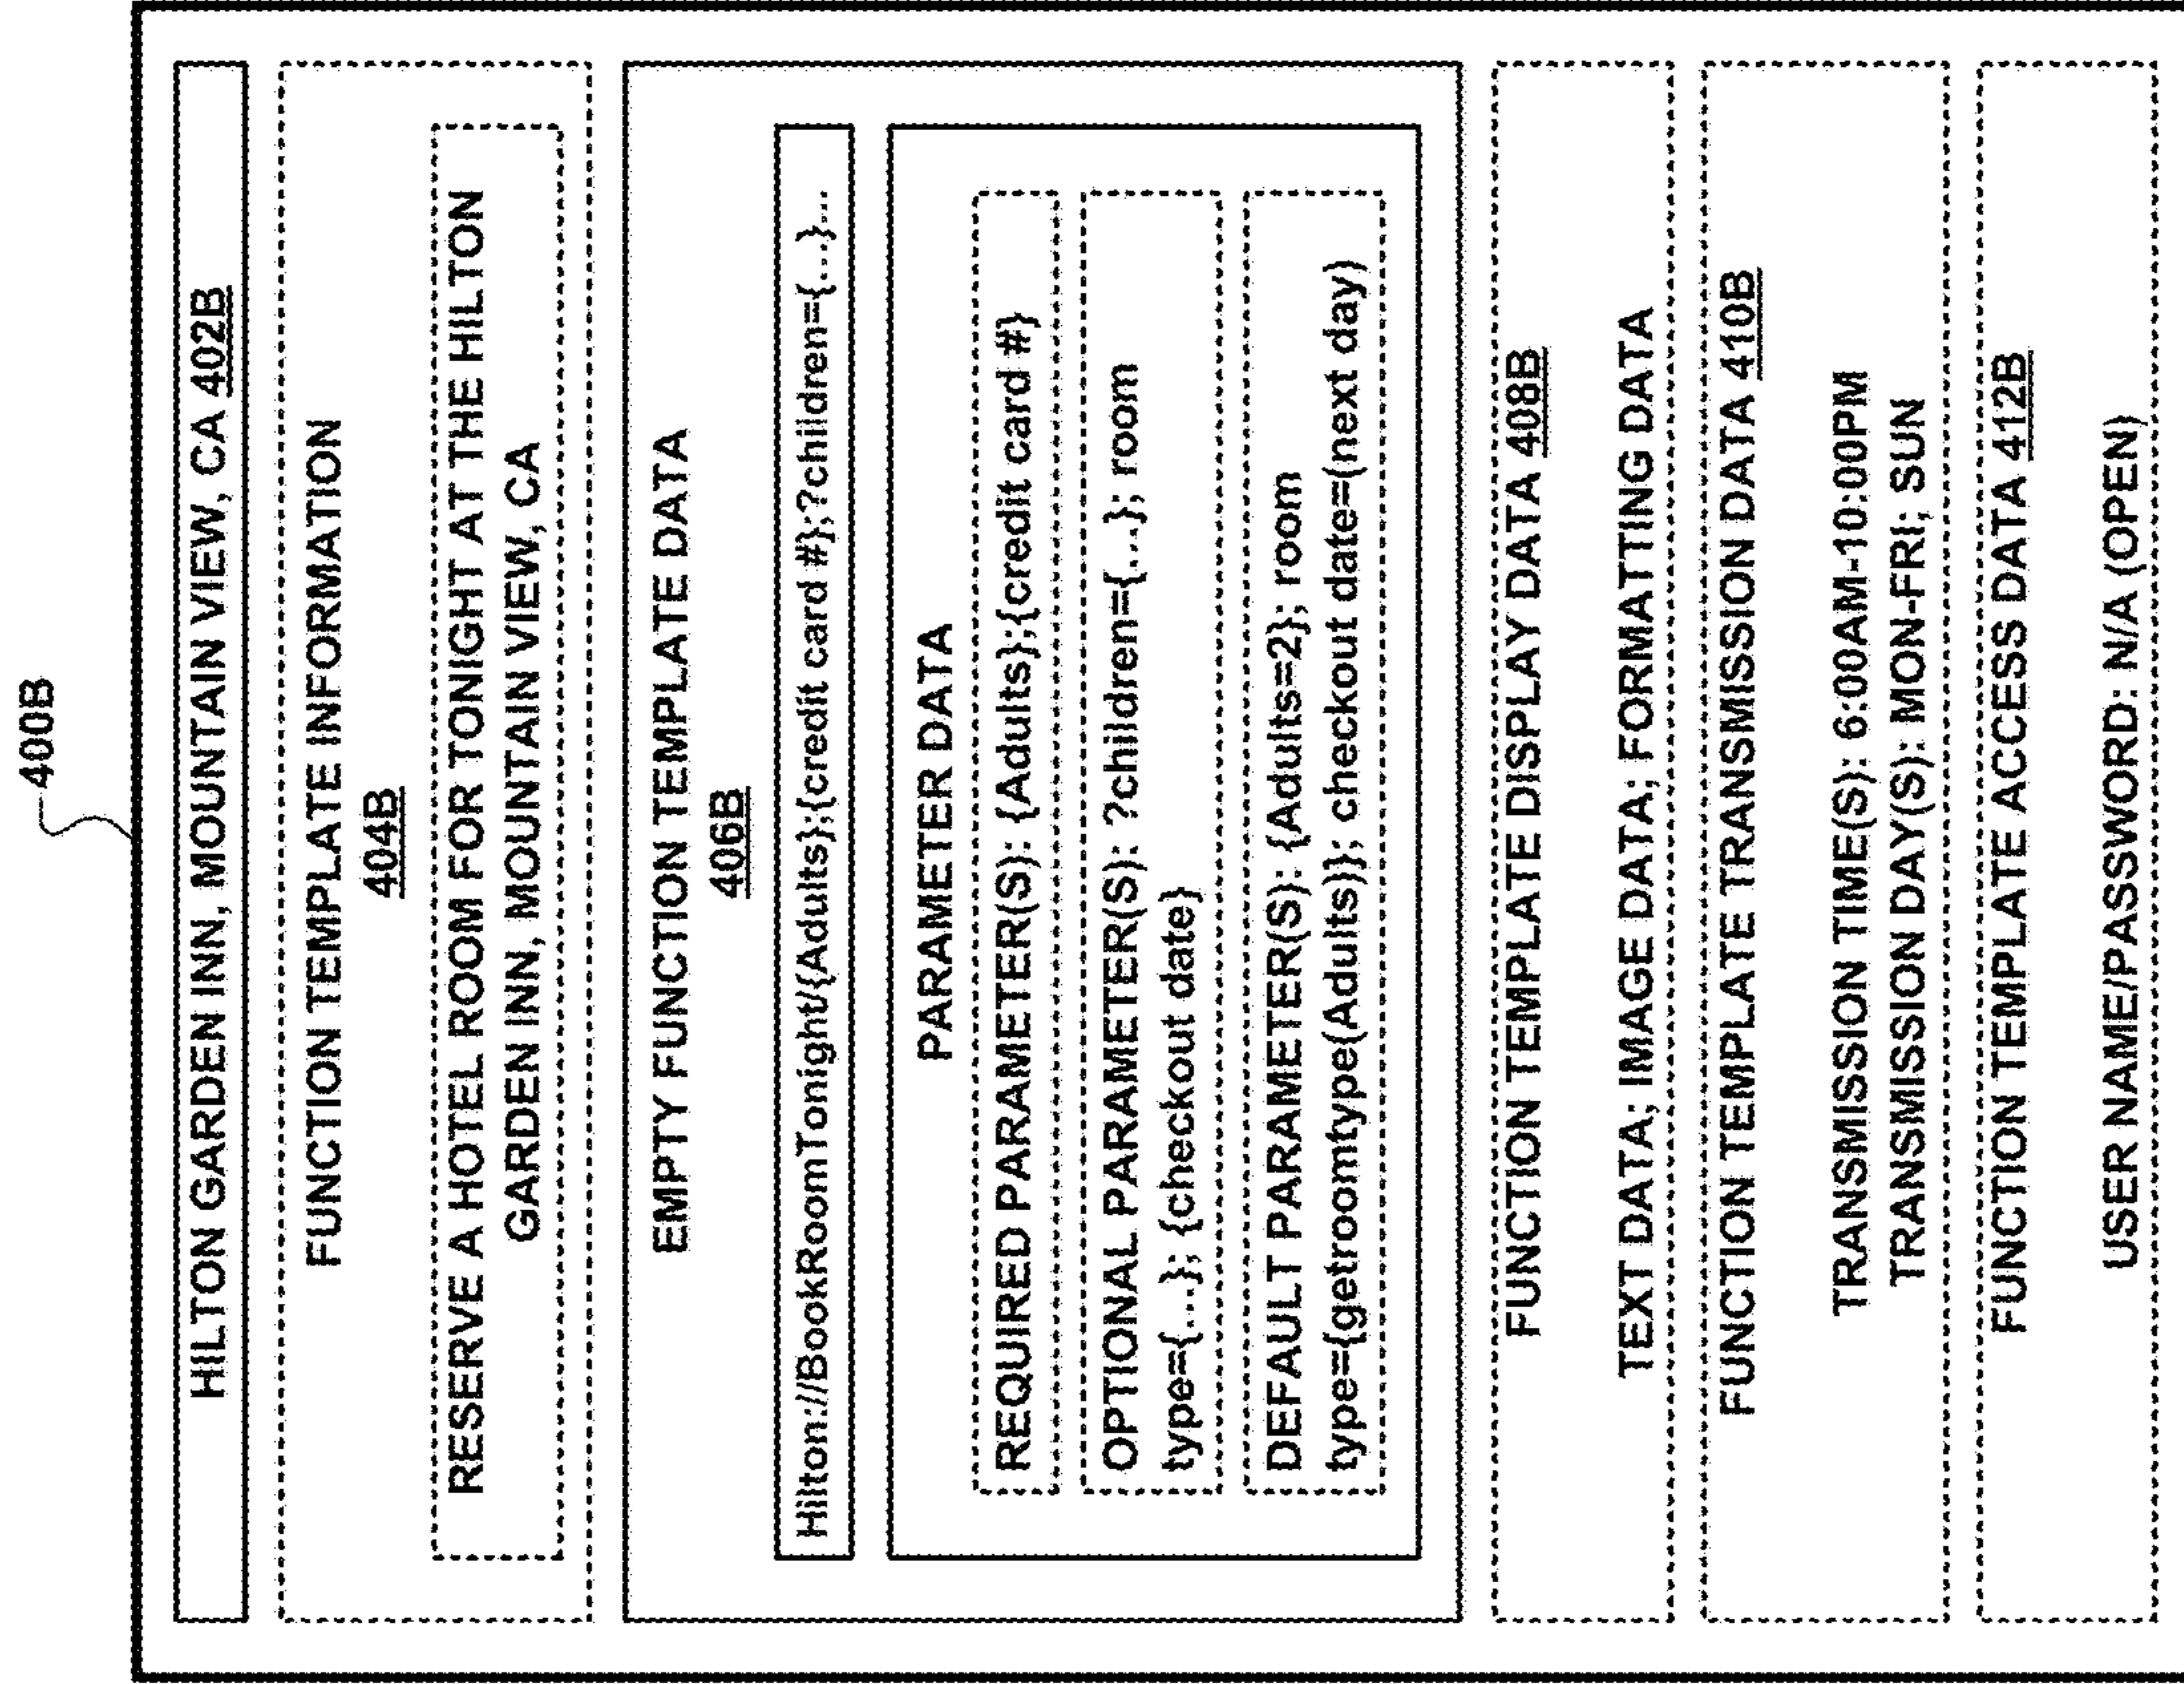 400B
HILTON GARDEN INN, MOUNTAIN VIEW, CA 402B
FUNCTION TEMPLATE INFORMATION
404B
RESERVE A HOTEL ROOM FOR TONIGHT AT THE HILTON
GARDEN INN, MOUNTAIN VIEW, CA
EMPTY FUNCTION TEMPLATE DATA
406B
Hilton://BookRoomTonight/{Adults};{credit card #};?children={...}...
PARAMETER DATA
REQUIRED PARAMETER(S): {Adults};{credit card #}
OPTIONAL PARAMETER(S): ?children={...}; room
type={...}; {checkout date}
DEFAULT PARAMETER(S): {Adults=2}; room
type={getroomtype(Adults)}; checkout date=(next day)
FUNCTION TEMPLATE DISPLAY DATA 408B
TEXT DATA; IMAGE DATA; FORMATTING DATA
FUNCTION TEMPLATE TRANSMISSION DATA 410B
TRANSMISSION TIME(S): 6:00AM-10:00PM
TRANSMISSION DAY(S): MON-FRI; SUN
FUNCTION TEMPLATE ACCESS DATA 412B
USER NAME/PASSWORD: N/A (OPEN)